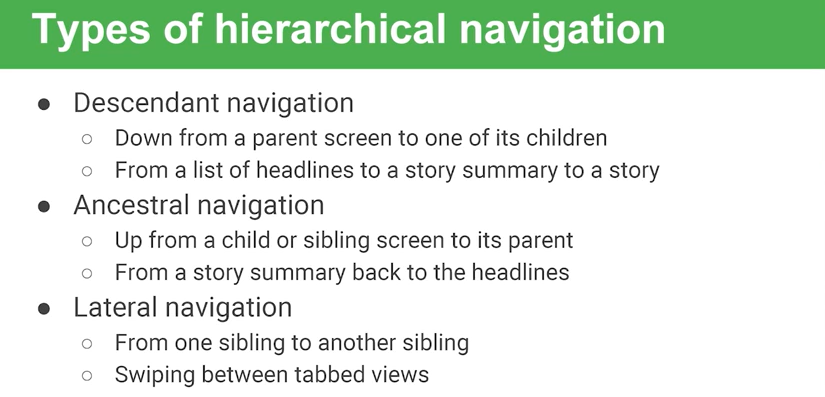 Types of hierarchical navigation
● Descendant navigation
○ Down from a parent screen to one of its children
○ From a list of headlines to a story summary to a story
● Ancestral navigation
○ Up from a child or sibling screen to its parent
○ From a story summary back to the headlines
● Lateral navigation
○ From one sibling to another sibling
○ Swiping between tabbed views